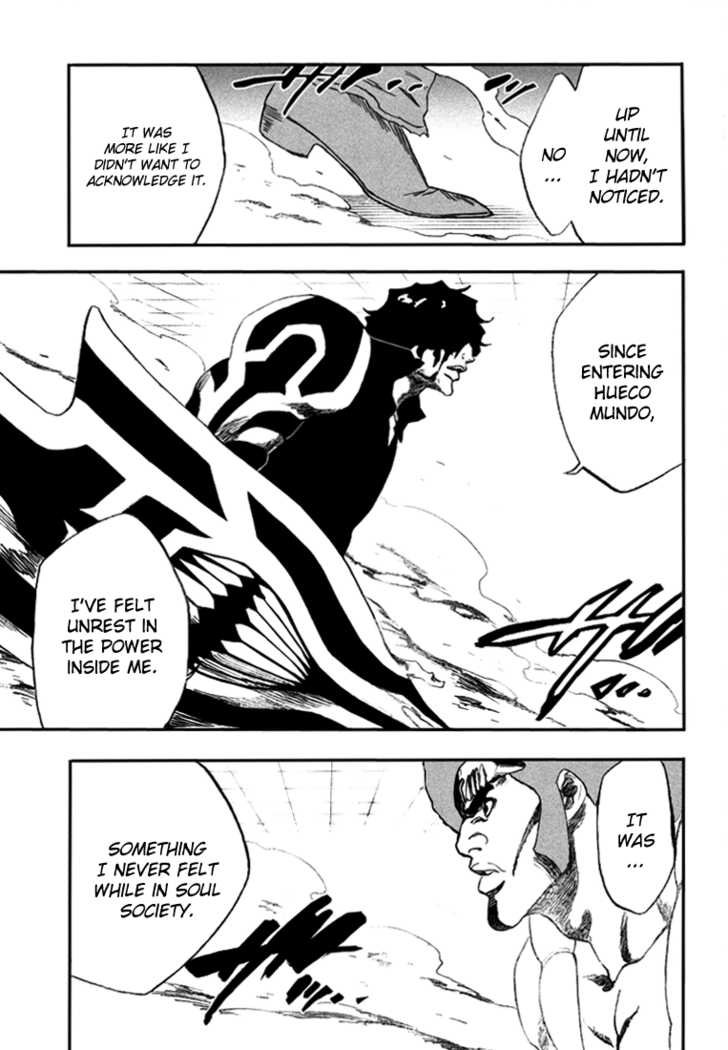 UP
UNTIL
NOW,
I HADN'T
NOTICED.
NO
...
IT WAS
MORE LIKE I
DIDN'T WANT TO
ACKNOWLEDGE IT.
SINCE
ENTERING
HUECO
MUNDO,
I'VE FELT
UNREST IN
THE POWER
INSIDE ME.
IT
WAS
...
SOMETHING
I NEVER FELT
WHILE IN SOUL
SOCIETY.